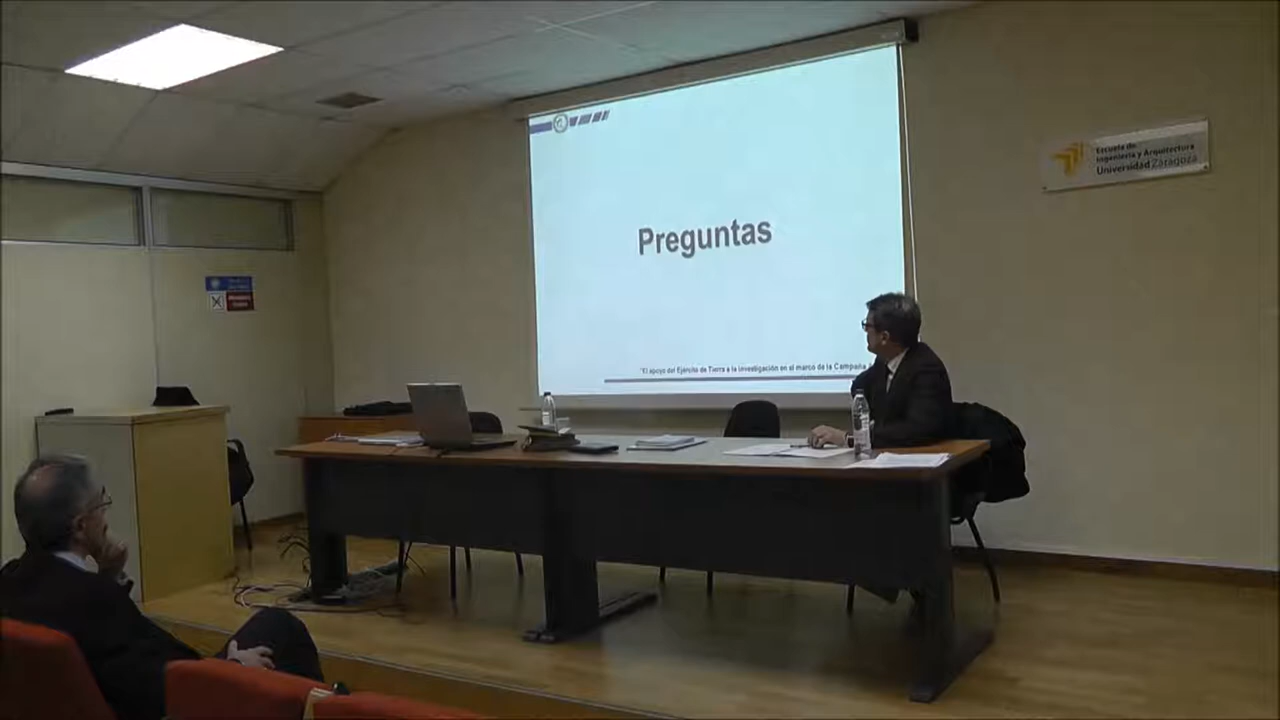 Preguntas
"El apoyo del Ejército de Tierra a la investigación en el marco de la Campaña
Escuela de
Ingeniería y Arquitectura
Universidad Zaragoza